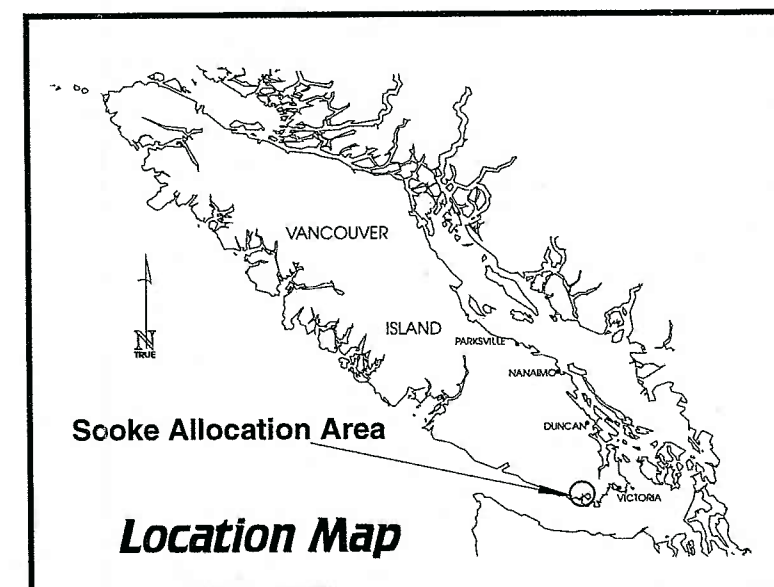 VANCOUVER
ISLAND
PARKSVILLE
NANAIMO
N
TRUE
DUNCAN
Sooke Allocation Area
VICTORIA
Location Map